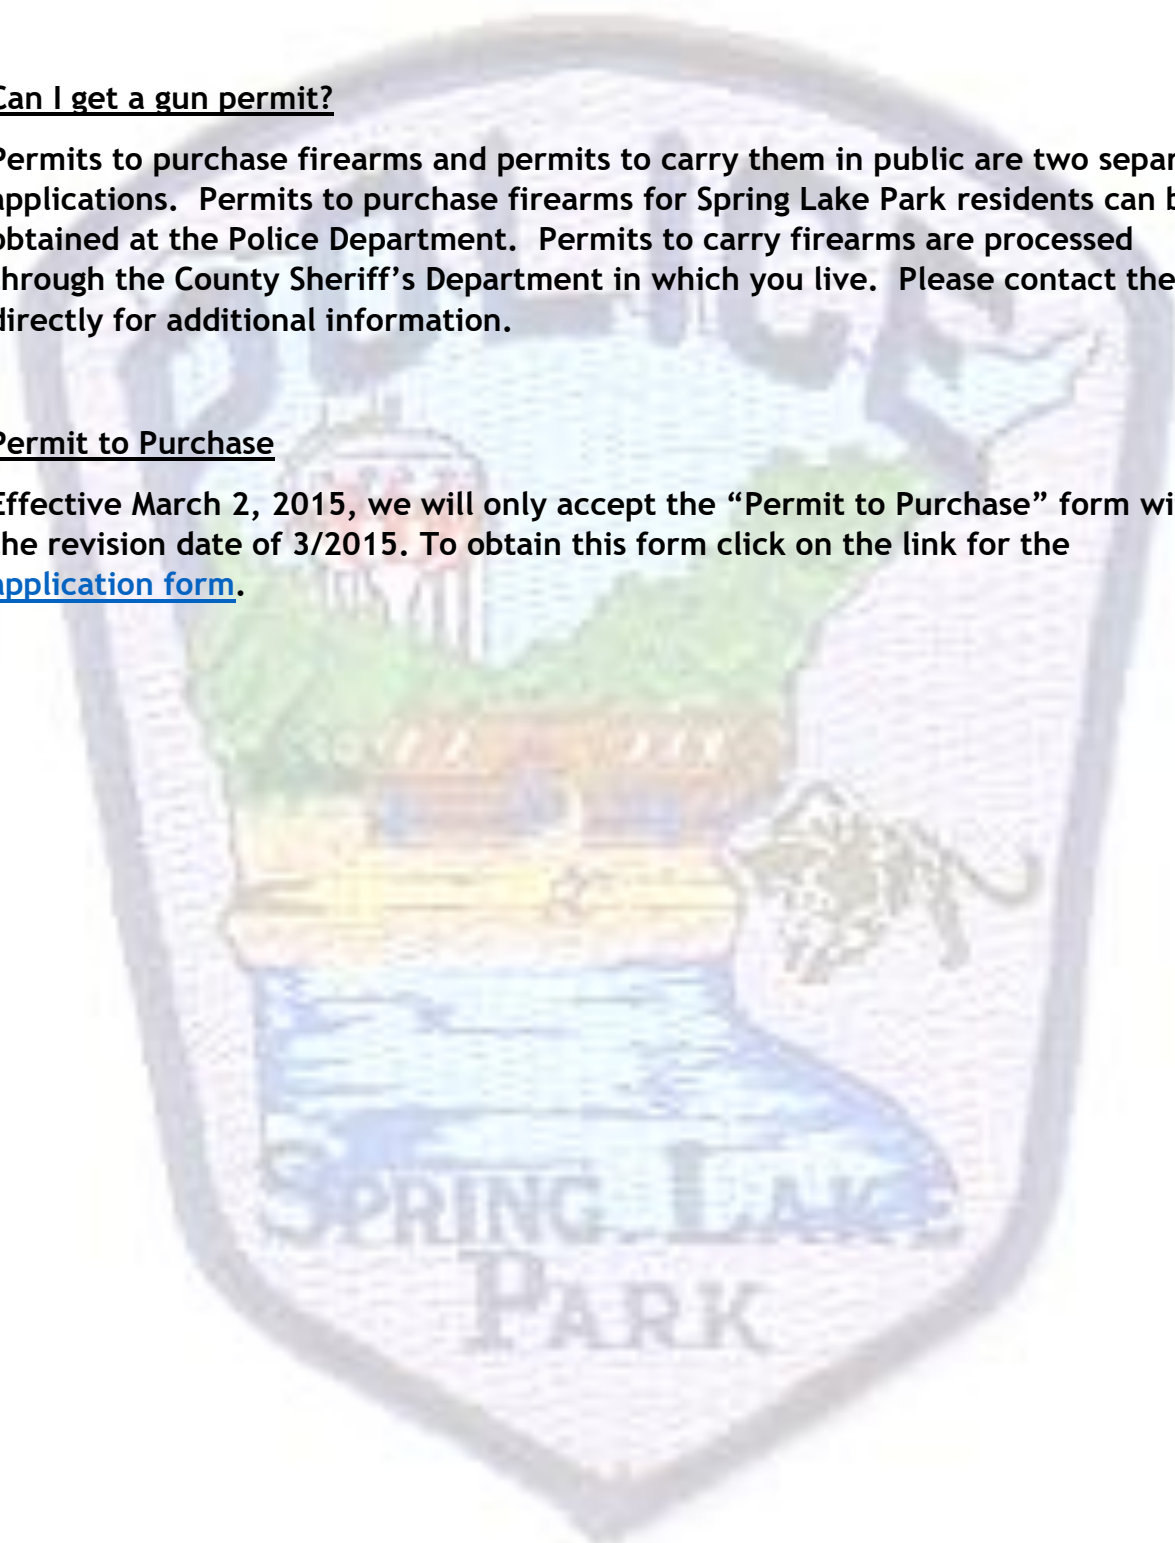 Can I get a gun permit?
Permits to purchase firearms and permits to carry them in public are two separ
applications.  Permits to purchase firearms for Spring Lake Park residents can b
obtained at the Police Department.  Permits to carry firearms are processed
through the County Sheriff’s Department in which you live.  Please contact the
directly for additional information.
Permit to Purchase
Effective March 2, 2015, we will only accept the “Permit to Purchase” form wi
the revision date of 3/2015. To obtain this form click on the link for the
application form.
POLICE
SPRING LAKE
PARK